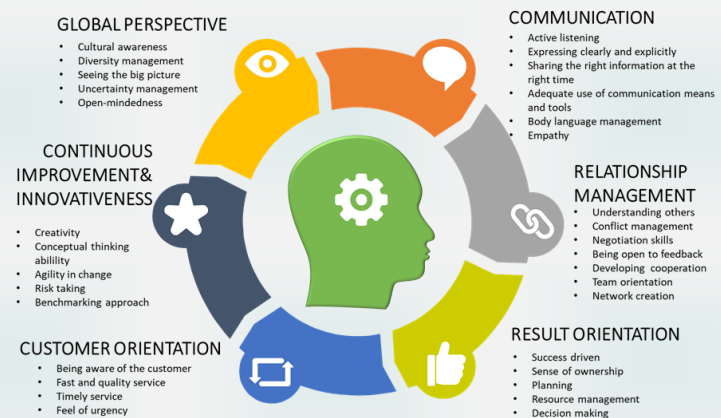 GLOBAL PERSPECTIVE
• Cultural awareness
• Diversity management
• Seeing the big picture
• Uncertainty management
• Open-mindedness
COMMUNICATION
• Active listening
• Expressing clearly and explicitly
• Sharing the right information at the
right time
• Adequate use of communication means
and tools
• Body language management
• Empathy
CONTINUOUS
IMPROVEMENT&
INNOVATIVENESS
• Creativity
• Conceptual thinking
abilility
• Agility in change
• Risk taking
• Benchmarking approach
RELATIONSHIP
MANAGEMENT
• Understanding others
• Conflict management
• Negotiation skills
• Being open to feedback
• Developing cooperation
• Team orientation
• Network creation
CUSTOMER ORIENTATION
• Being aware of the customer
• Fast and quality service
• Timely service
• Feel of urgency
RESULT ORIENTATION
• Success driven
• Sense of ownership
• Planning
• Resource management
• Decision making